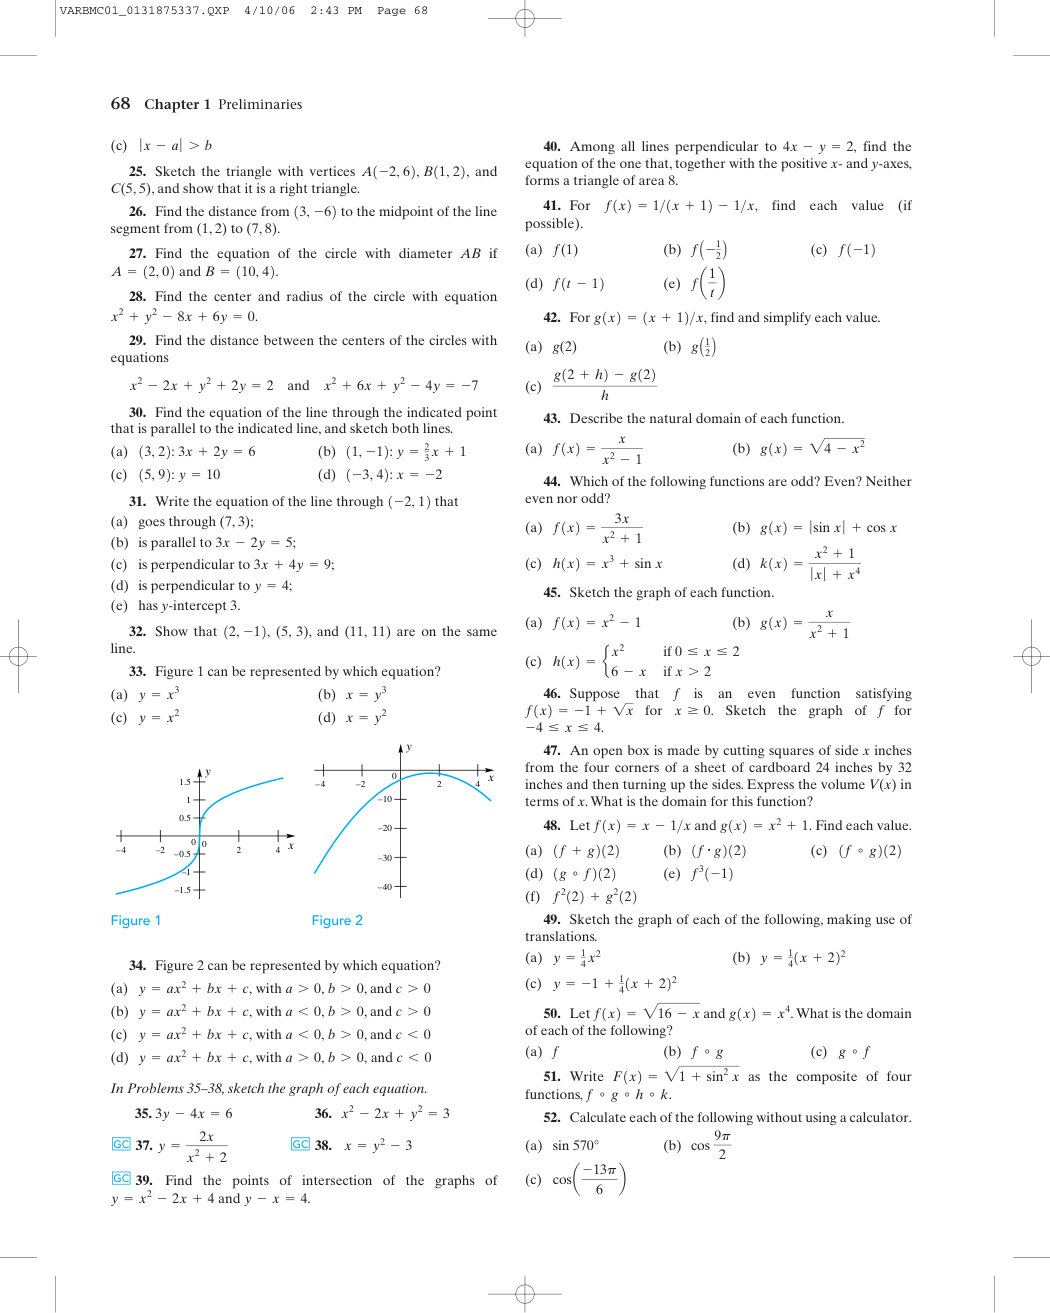 VARBMC01_0131875337.QXP 4/10/06 2:43 PM Page 68
68 Chapter 1 Preliminaries
(c) |x − a| > b
25. Sketch the triangle with vertices A(−2, 6), B(1, 2), and
C(5, 5), and show that it is a right triangle.
26. Find the distance from (3, −6) to the midpoint of the line
segment from (1, 2) to (7, 8).
27. Find the equation of the circle with diameter AB if
A = (2, 0) and B = (10, 4).
28. Find the center and radius of the circle with equation
x² + y² − 8x + 6y = 0.
29. Find the distance between the centers of the circles with
equations
x² − 2x + y² + 2y = 2 and x² + 6x + y² − 4y = −7
30. Find the equation of the line through the indicated point
that is parallel to the indicated line, and sketch both lines.
(a) (3, 2): 3x + 2y = 6 (b) (1, −1): y = 2/3 x + 1
(c) (5, 9): y = 10 (d) (−3, 4): x = −2
31. Write the equation of the line through (−2, 1) that
(a) goes through (7, 3);
(b) is parallel to 3x − 2y = 5;
(c) is perpendicular to 3x + 4y = 9;
(d) is perpendicular to y = 4;
(e) has y-intercept 3.
32. Show that (2, −1), (5, 3), and (11, 11) are on the same
line.
33. Figure 1 can be represented by which equation?
(a) y = x³ (b) x = y³
(c) y = x² (d) x = y²
y
1.5
1
0.5
0 0
−4 −2 2 4 x
−0.5
−1
−1.5
Figure 1
y
0
−4 −2 2 4 x
−10
−20
−30
−40
Figure 2
34. Figure 2 can be represented by which equation?
(a) y = ax² + bx + c, with a > 0, b > 0, and c > 0
(b) y = ax² + bx + c, with a < 0, b > 0, and c > 0
(c) y = ax² + bx + c, with a < 0, b > 0, and c < 0
(d) y = ax² + bx + c, with a > 0, b > 0, and c < 0
In Problems 35–38, sketch the graph of each equation.
35. 3y − 4x = 6 36. x² − 2x + y² = 3
GC 37. y = 2x/(x² + 2) GC 38. x = y² − 3
GC 39. Find the points of intersection of the graphs of
y = x² − 2x + 4 and y − x = 4.
40. Among all lines perpendicular to 4x − y = 2, find the
equation of the one that, together with the positive x- and y-axes,
forms a triangle of area 8.
41. For f(x) = 1/(x + 1) − 1/x, find each value (if
possible).
(a) f(1) (b) f(−1/2) (c) f(−1)
(d) f(t − 1) (e) f(1/t)
42. For g(x) = (x + 1)/x, find and simplify each value.
(a) g(2) (b) g(1/2)
(c) (g(2 + h) − g(2))/h
43. Describe the natural domain of each function.
(a) f(x) = x/(x² − 1) (b) g(x) = √(4 − x²)
44. Which of the following functions are odd? Even? Neither
even nor odd?
(a) f(x) = 3x/(x² + 1) (b) g(x) = |sin x| + cos x
(c) h(x) = x³ + sin x (d) k(x) = (x² + 1)/(|x| + x⁴)
45. Sketch the graph of each function.
(a) f(x) = x² − 1 (b) g(x) = x/(x² + 1)
(c) h(x) = { x² if 0 ≤ x ≤ 2
6 − x if x > 2
46. Suppose that f is an even function satisfying
f(x) = −1 + √x for x ≥ 0. Sketch the graph of f for
−4 ≤ x ≤ 4.
47. An open box is made by cutting squares of side x inches
from the four corners of a sheet of cardboard 24 inches by 32
inches and then turning up the sides. Express the volume V(x) in
terms of x. What is the domain for this function?
48. Let f(x) = x − 1/x and g(x) = x² + 1. Find each value.
(a) (f + g)(2) (b) (f · g)(2) (c) (f ∘ g)(2)
(d) (g ∘ f)(2) (e) f³(−1)
(f) f²(2) + g²(2)
49. Sketch the graph of each of the following, making use of
translations.
(a) y = 1/4 x² (b) y = 1/4 (x + 2)²
(c) y = −1 + 1/4 (x + 2)²
50. Let f(x) = √(16 − x) and g(x) = x⁴. What is the domain
of each of the following?
(a) f (b) f ∘ g (c) g ∘ f
51. Write F(x) = √(1 + sin² x) as the composite of four
functions, f ∘ g ∘ h ∘ k.
52. Calculate each of the following without using a calculator.
(a) sin 570° (b) cos 9π/2
(c) cos(−13π/6)